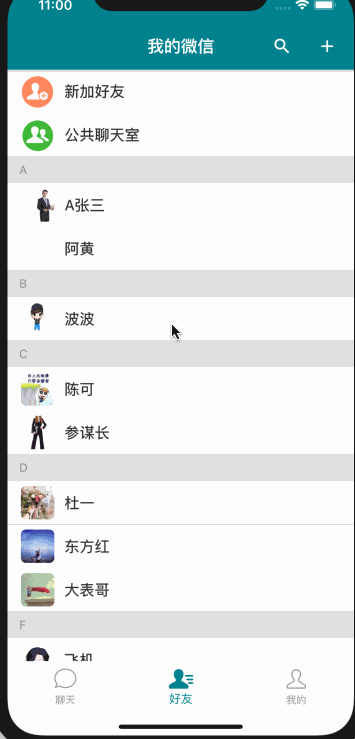 11:00
我的微信
新加好友
公共聊天室
A
A张三
阿黄
B
波波
C
陈可
参谋长
D
杜一
东方红
大表哥
F
飞机
聊天
好友
我的